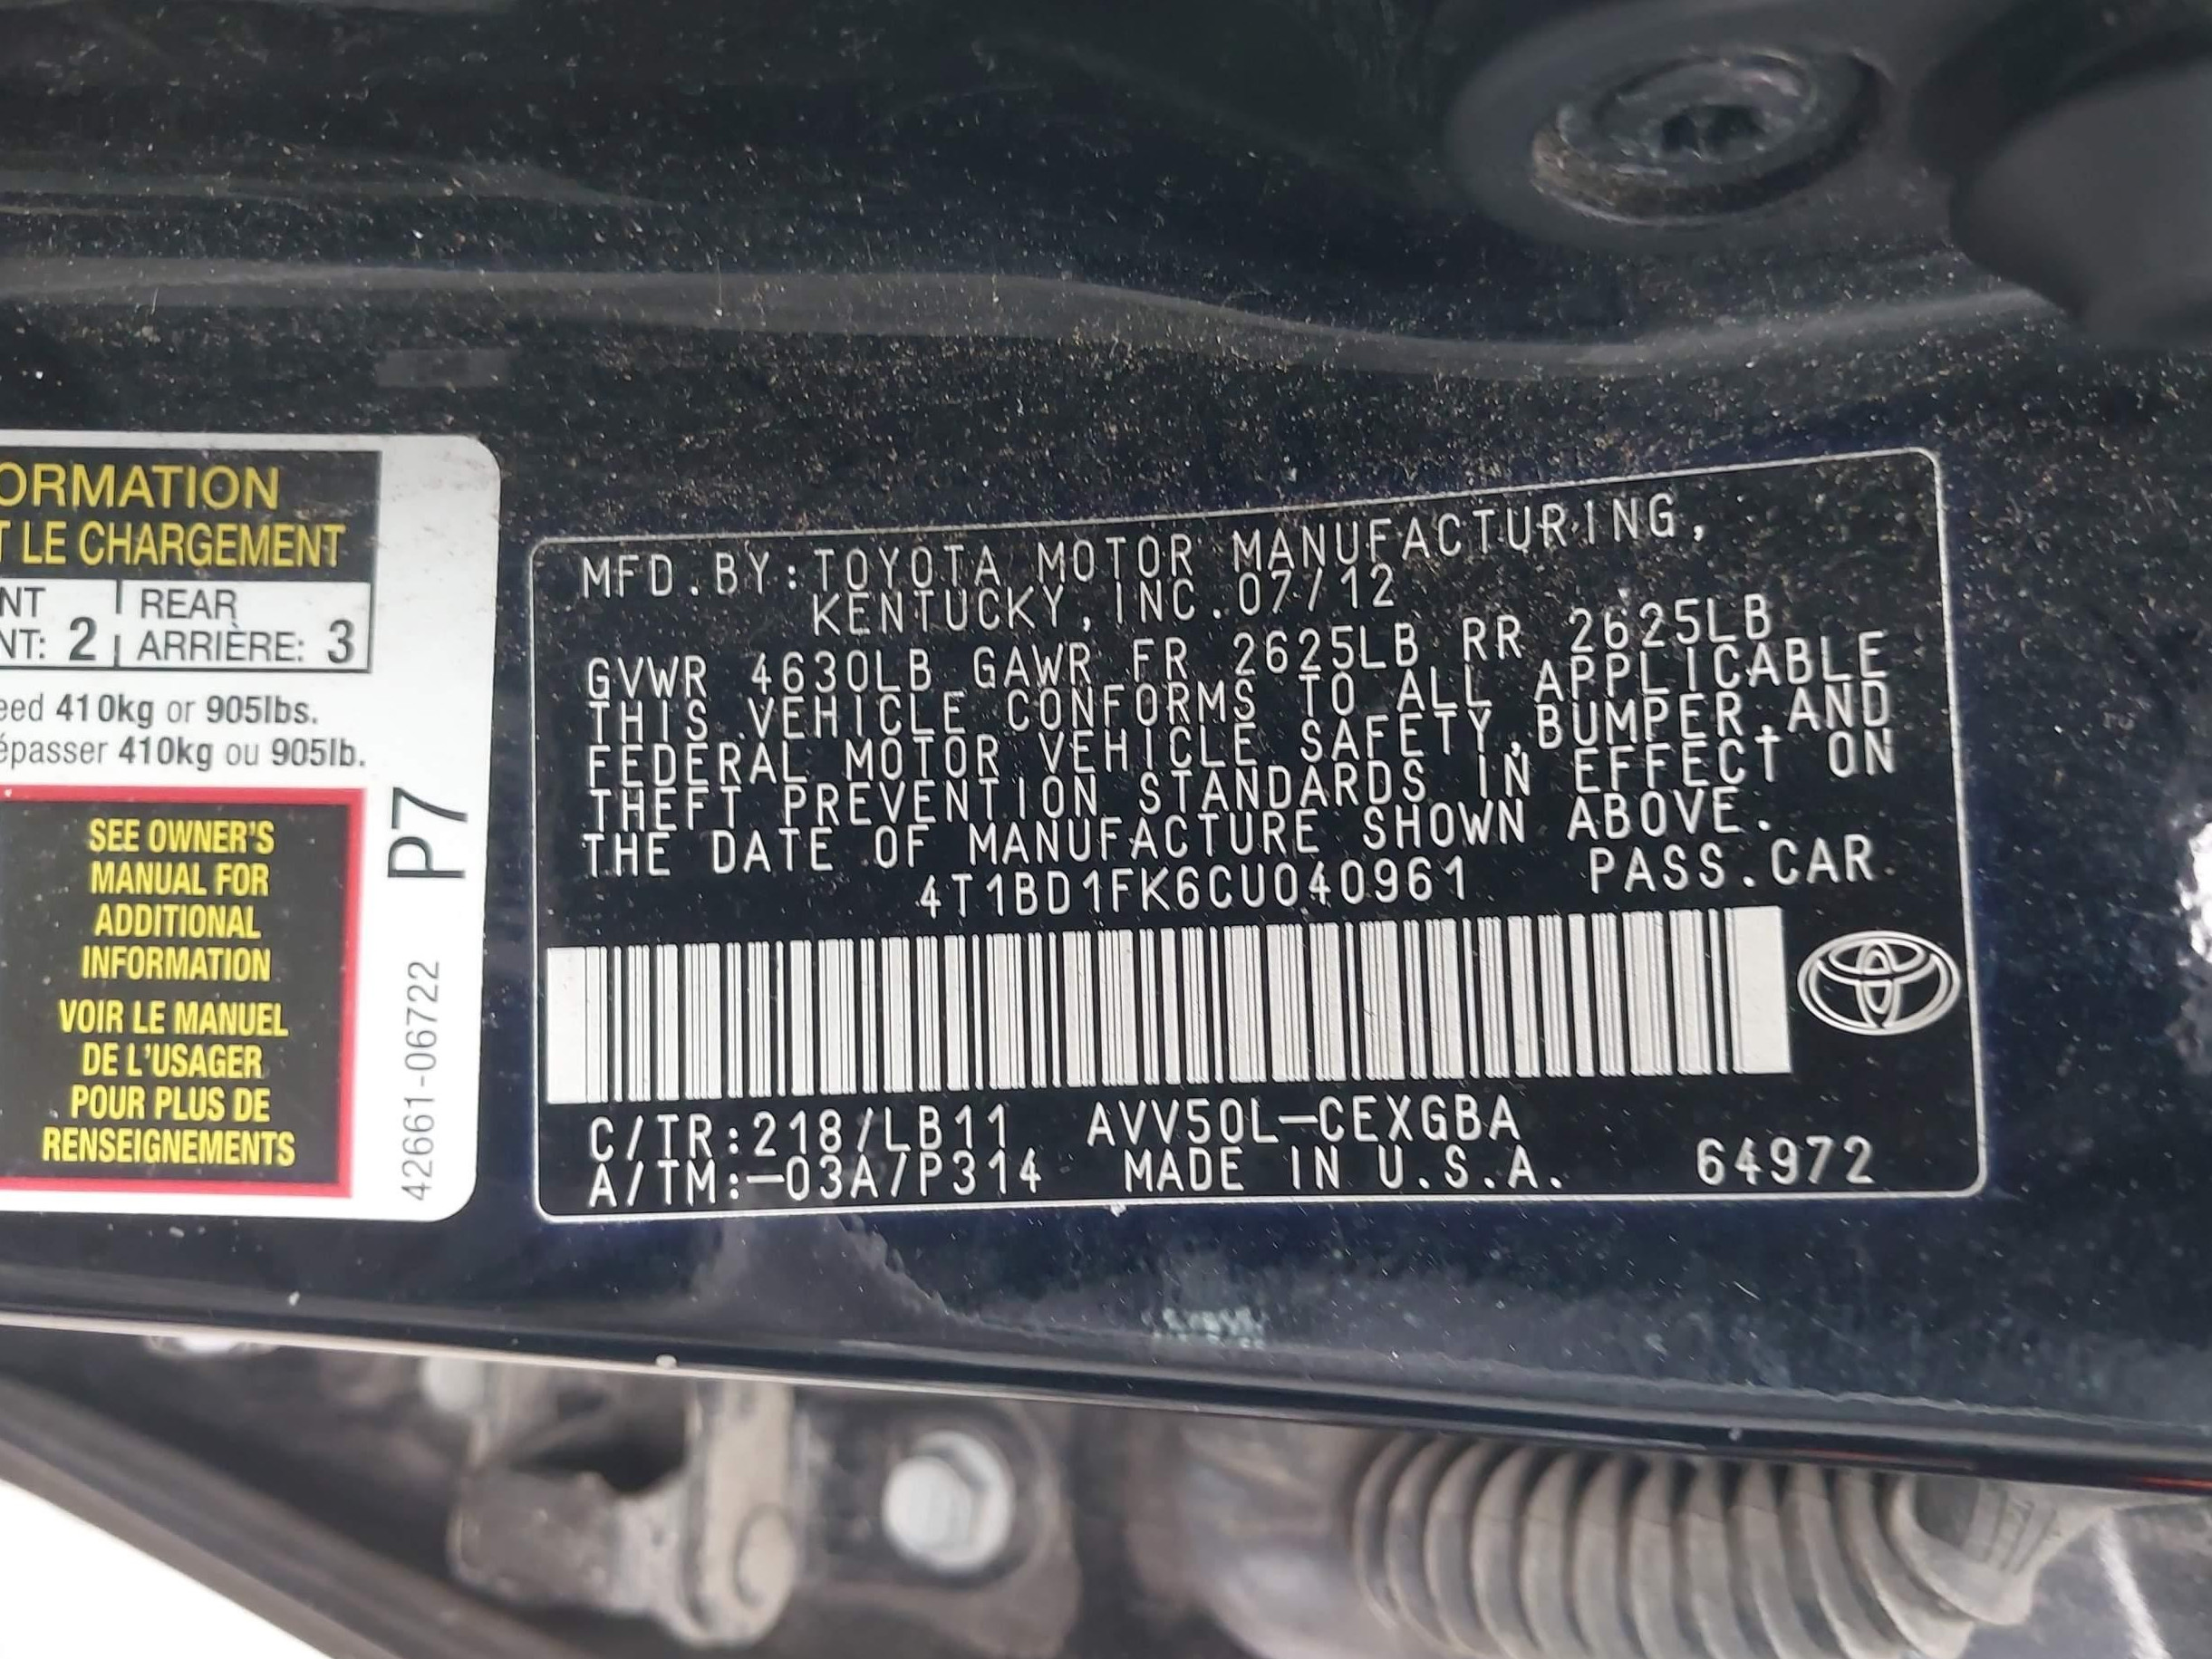 ORMATION
T LE CHARGEMENT
NT REAR
NT: 2 ARRIÈRE: 3
eed 410kg or 905lbs.
épasser 410kg ou 905lb.
SEE OWNER'S
MANUAL FOR
ADDITIONAL
INFORMATION
VOIR LE MANUEL
DE L'USAGER
POUR PLUS DE
RENSEIGNEMENTS
P7
42661-06722
MFD.BY:TOYOTA MOTOR MANUFACTURING,
KENTUCKY,INC.07/12
GVWR 4630LB GAWR FR 2625LB RR 2625LB
THIS VEHICLE CONFORMS TO ALL APPLICABLE
FEDERAL MOTOR VEHICLE SAFETY,BUMPER,AND
THEFT PREVENTION STANDARDS IN EFFECT ON
THE DATE OF MANUFACTURE SHOWN ABOVE.
4T1BD1FK6CU040961 PASS.CAR
C/TR:218/LB11 AVV50L-CEXGBA
A/TM:-03A/P314 MADE IN U.S.A. 64972